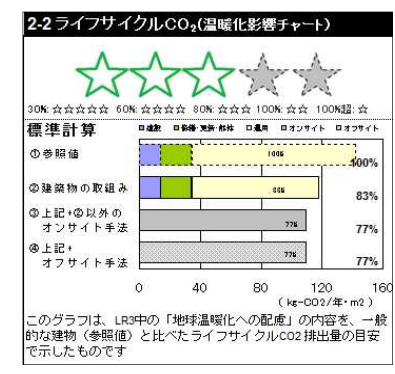 2-2 ライフサイクルCO₂(温暖化影響チャート)
30%: ☆☆☆☆☆ 60%: ☆☆☆☆ 80%: ☆☆☆ 100%: ☆☆ 100%超: ☆
標準計算
□建設 □修繕・更新・解体 □運用 □オンサイト □オフサイト
①参照値
100%
100%
②建築物の取組み
83%
③上記+②以外の
オンサイト手法
77%
77%
④上記+
オフサイト手法
77%
77%
0 40 80 120 160
( kg-CO2/年・m2 )
このグラフは、LR3中の「地球温暖化への配慮」の内容を、一般
的な建物（参照値）と比べたライフサイクルCO2 排出量の目安
で示したものです